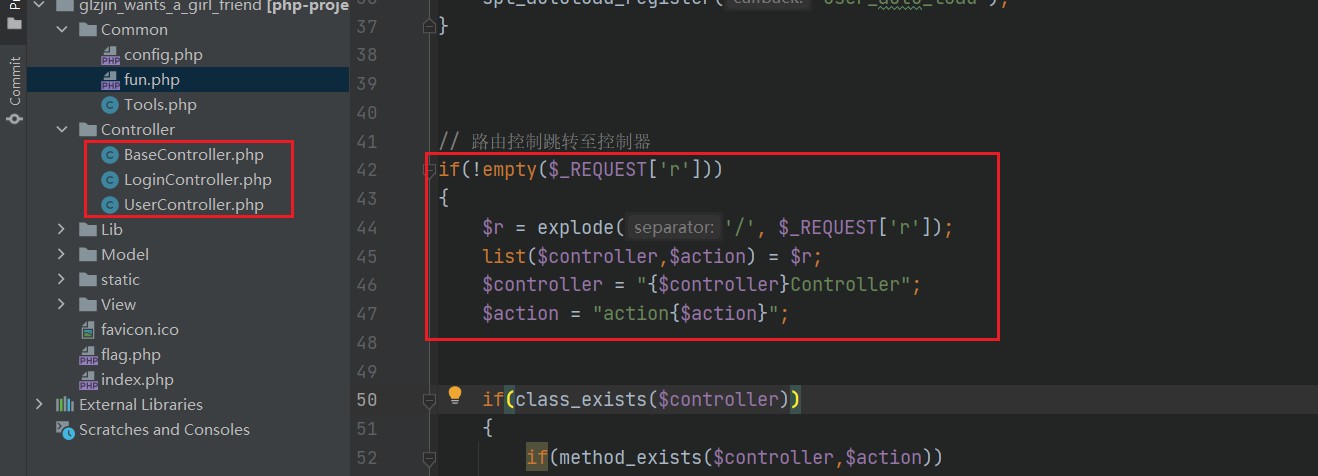 glzjin_wants_a_girl_friend [php-proje
Common
config.php
fun.php
Tools.php
Controller
BaseController.php
LoginController.php
UserController.php
Lib
Model
static
View
favicon.ico
flag.php
index.php
External Libraries
Scratches and Consoles
Commit
37 }
38
39
40
41 // 路由控制跳转至控制器
42 if(!empty($_REQUEST['r']))
43 {
44 $r = explode( separator: '/', $_REQUEST['r']);
45 list($controller,$action) = $r;
46 $controller = "{$controller}Controller";
47 $action = "action{$action}";
48
49
50 if(class_exists($controller))
51 {
52 if(method_exists($controller,$action))